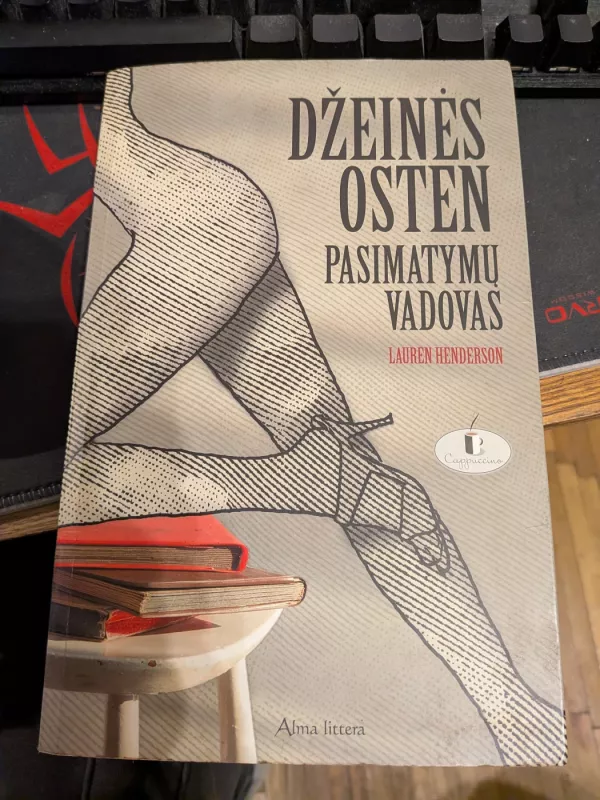 DŽEINĖS
OSTEN
PASIMATYMŲ
VADOVAS
LAUREN HENDERSON
Cappuccino
Alma littera